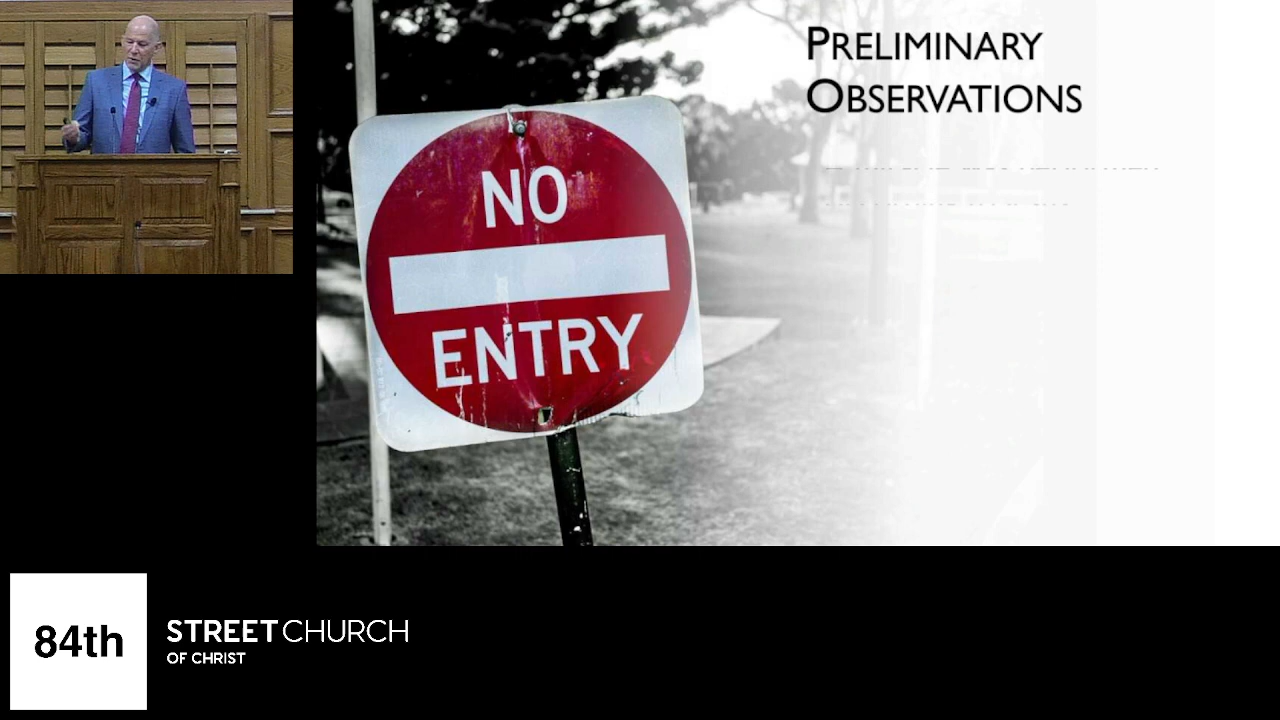 PRELIMINARY
OBSERVATIONS
NO
ENTRY
84th
STREET CHURCH
OF CHRIST